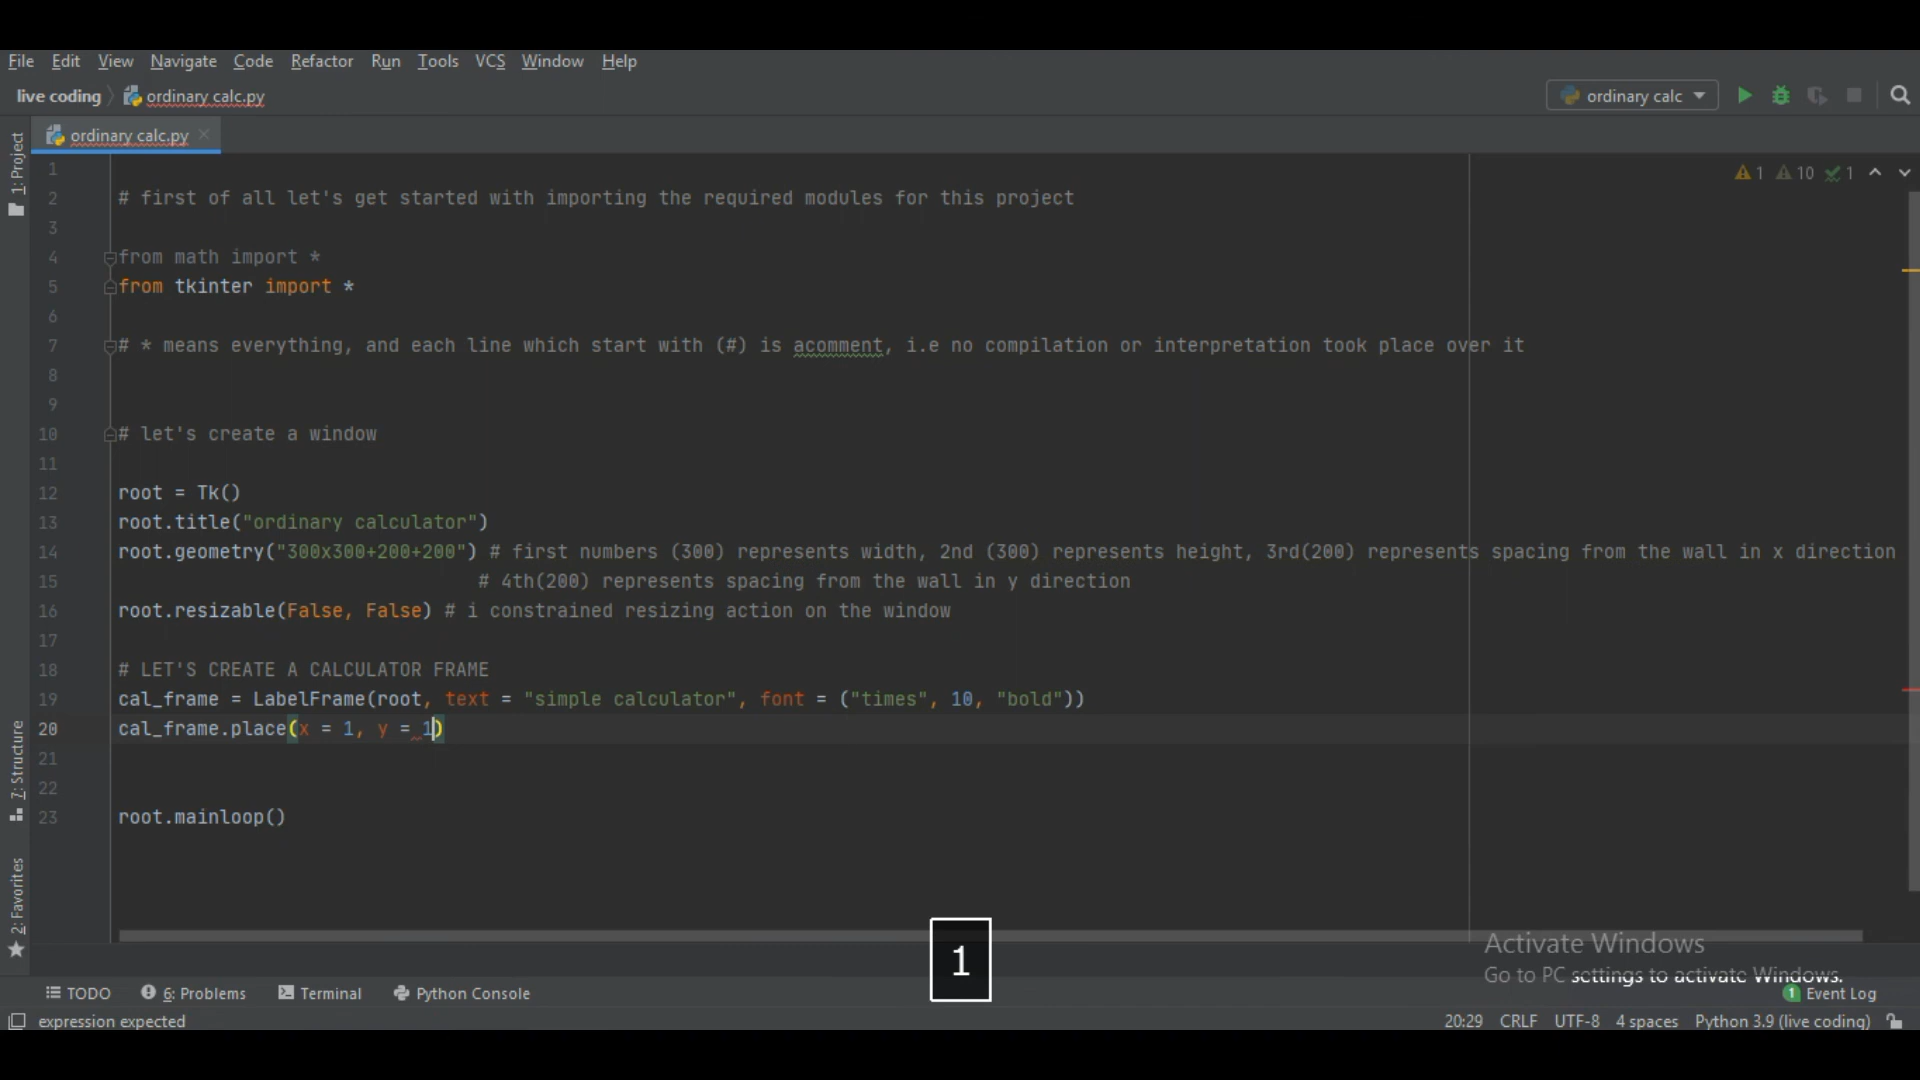 File Edit View Navigate Code Refactor Run Tools VCS Window Help
live coding ordinary calc.py ordinary calc
ordinary calc.py
1: Project
1
2 # first of all let's get started with importing the required modules for this project
3
4 from math import *
5 from tkinter import *
6
7 # * means everything, and each line which start with (#) is acomment, i.e no compilation or interpretation took place over it
8
9
10 # let's create a window
11
12 root = Tk()
13 root.title("ordinary calculator")
14 root.geometry("300x300+200+200") # first numbers (300) represents width, 2nd (300) represents height, 3rd(200) represents spacing from the wall in x direction
15 # 4th(200) represents spacing from the wall in y direction
16 root.resizable(False, False) # i constrained resizing action on the window
17
18 # LET'S CREATE A CALCULATOR FRAME
19 cal_frame = LabelFrame(root, text = "simple calculator", font = ("times", 10, "bold"))
20 cal_frame.place(x = 1, y = 1)
21
22
23 root.mainloop()
1 10 1
7: Structure
2: Favorites
1
Activate Windows
Go to PC settings to activate Windows.
TODO 6: Problems Terminal Python Console 1 Event Log
expression expected 20:29 CRLF UTF-8 4 spaces Python 3.9 (live coding)